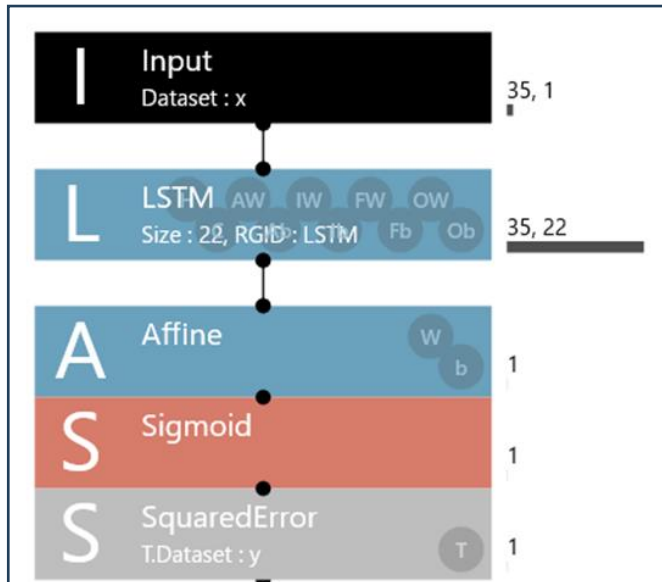 I
Input
Dataset : x
35, 1
L
LSTM
AW
IW
FW
OW
Size : 22, RGID : LSTM
Fb
Ob
35, 22
A
Affine
W
b
1
S
Sigmoid
1
S
SquaredError
T.Dataset : y
T
1